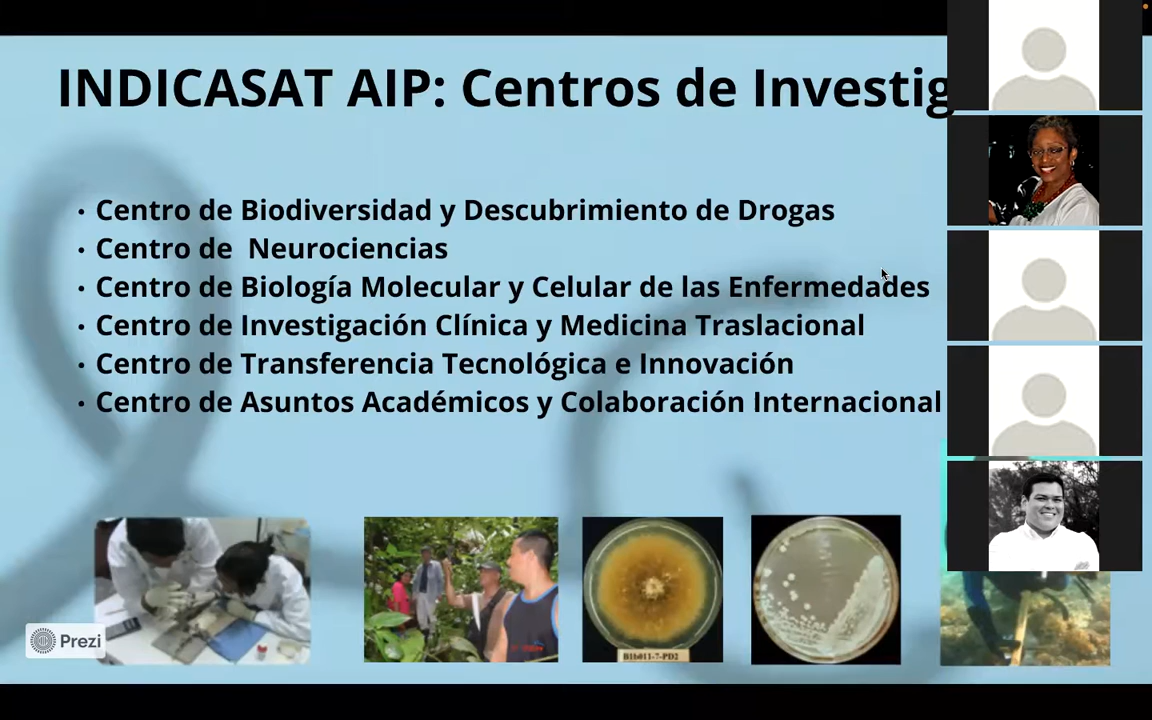 INDICASAT AIP: Centros de Investig
• Centro de Biodiversidad y Descubrimiento de Drogas
• Centro de Neurociencias
• Centro de Biología Molecular y Celular de las Enfermedades
• Centro de Investigación Clínica y Medicina Traslacional
• Centro de Transferencia Tecnológica e Innovación
• Centro de Asuntos Académicos y Colaboración Internacional
Prezi